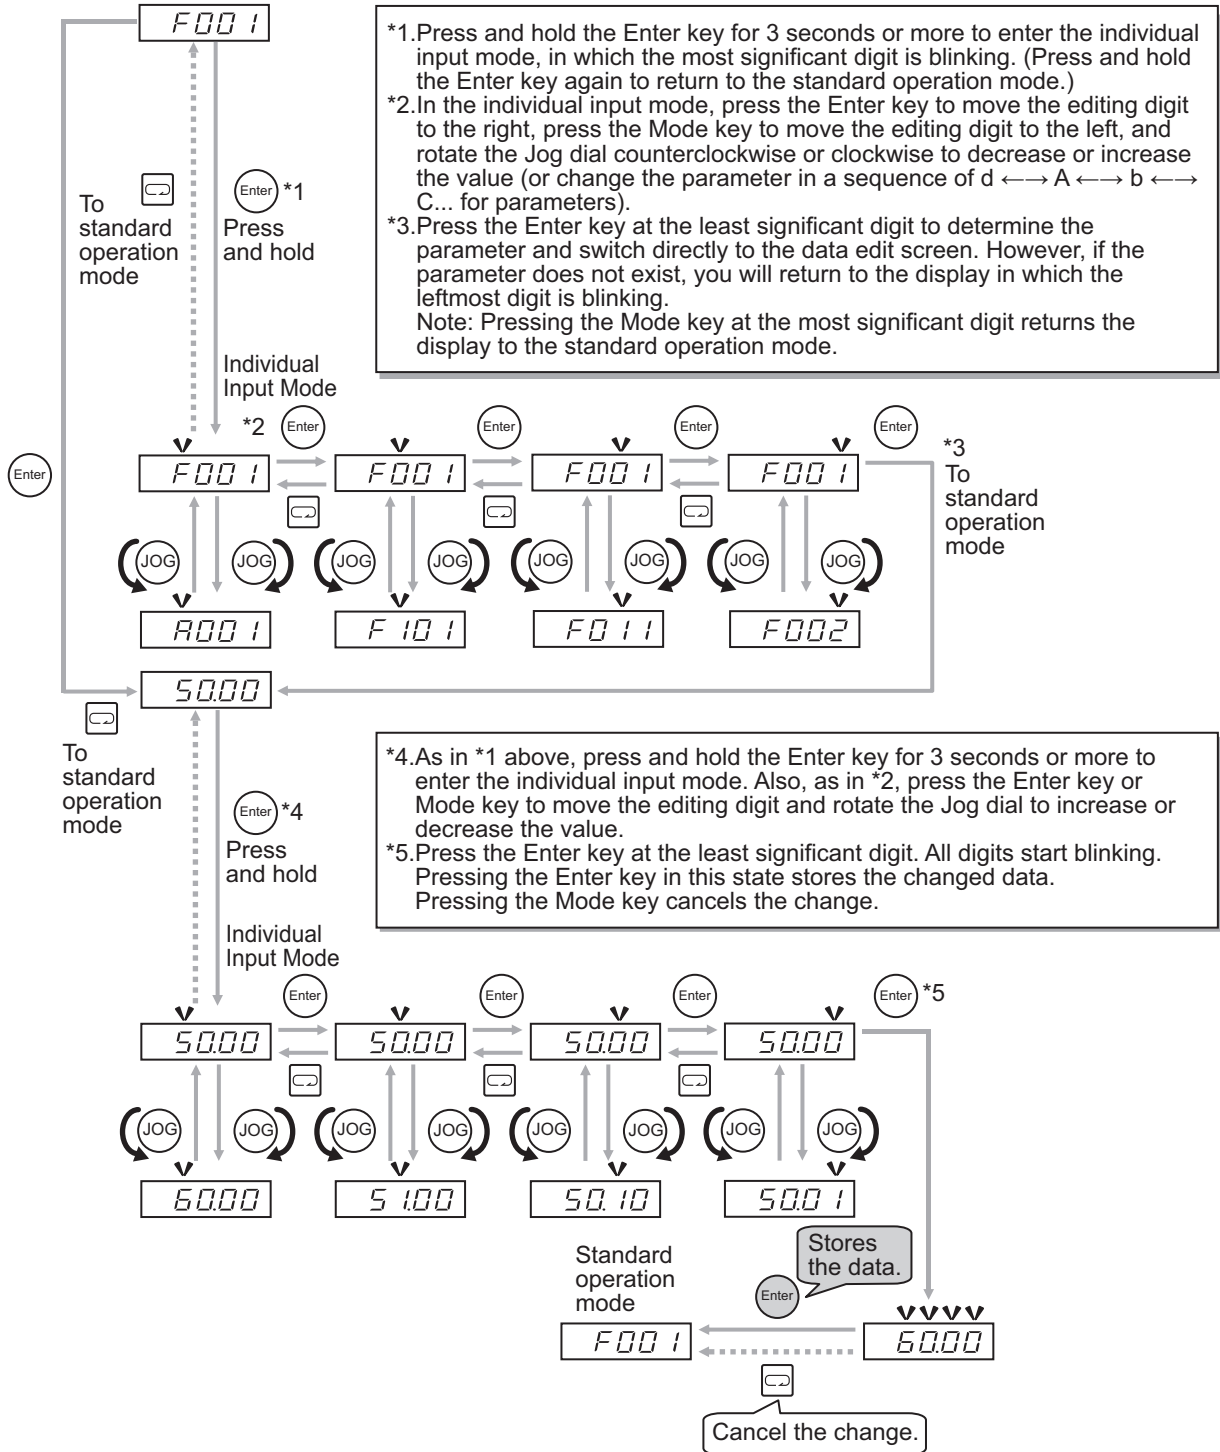 F001
*1.Press and hold the Enter key for 3 seconds or more to enter the individual
input mode, in which the most significant digit is blinking. (Press and hold
the Enter key again to return to the standard operation mode.)
*2.In the individual input mode, press the Enter key to move the editing digit
to the right, press the Mode key to move the editing digit to the left, and
rotate the Jog dial counterclockwise or clockwise to decrease or increase
the value (or change the parameter in a sequence of d ←→ A ←→ b ←→
C... for parameters).
*3.Press the Enter key at the least significant digit to determine the
parameter and switch directly to the data edit screen. However, if the
parameter does not exist, you will return to the display in which the
leftmost digit is blinking.
Note: Pressing the Mode key at the most significant digit returns the
display to the standard operation mode.
To
standard
operation
mode
Enter *1
Press
and hold
Individual
Input Mode
*2 Enter Enter Enter Enter
Enter
F001 F001 F001 F001
*3
To
standard
operation
mode
JOG JOG JOG JOG JOG JOG JOG JOG
A001 F101 F011 F002
50.00
To
standard
operation
mode
*4.As in *1 above, press and hold the Enter key for 3 seconds or more to
enter the individual input mode. Also, as in *2, press the Enter key or
Mode key to move the editing digit and rotate the Jog dial to increase or
decrease the value.
*5.Press the Enter key at the least significant digit. All digits start blinking.
Pressing the Enter key in this state stores the changed data.
Pressing the Mode key cancels the change.
Enter *4
Press
and hold
Individual
Input Mode
Enter Enter Enter Enter *5
50.00 50.00 50.00 50.00
JOG JOG JOG JOG JOG JOG JOG JOG
60.00 51.00 50.10 50.01
Stores
the data.
Standard
operation
mode
Enter
F001 60.00
Cancel the change.